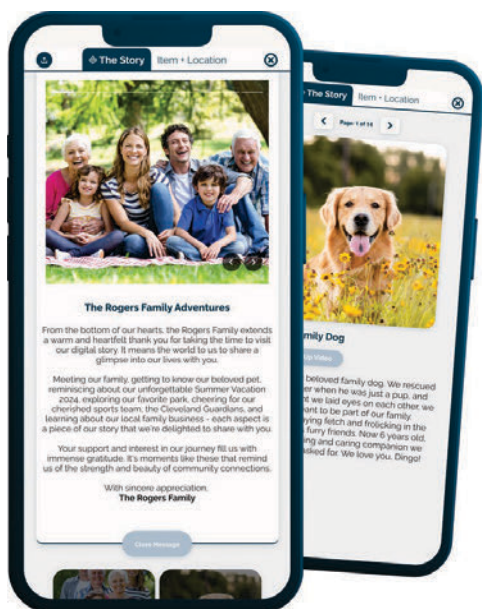 The Story
Item + Location
The Rogers Family Adventures
From the bottom of our hearts, the Rogers Family extends
a warm and heartfelt thank you for taking the time to visit
our digital story. It means the world to us to share a
glimpse into our lives with you.
Meeting our family, getting to know our beloved pet,
reminiscing about our unforgettable Summer Vacation
2024, exploring our favorite park, cheering for our
cherished sports team, the Cleveland Guardians, and
learning about our local family business - each aspect is
a piece of our story that we're delighted to share with you.
Your support and interest in our journey fill us with
immense gratitude. It's moments like these that remind
us of the strength and beauty of community connections.
With sincere appreciation,
The Rogers Family
Close Message
The Story
Item + Location
Page: 1 of
mily Dog
Up Video
beloved family dog. We rescued
er when he was just a pup, and
nt we laid eyes on each other, we
ant to be part of our family.
ying fetch and frolicking in the
furry friends. Now 6 years old,
ing and caring companion we
asked for. We love you, Dingo!